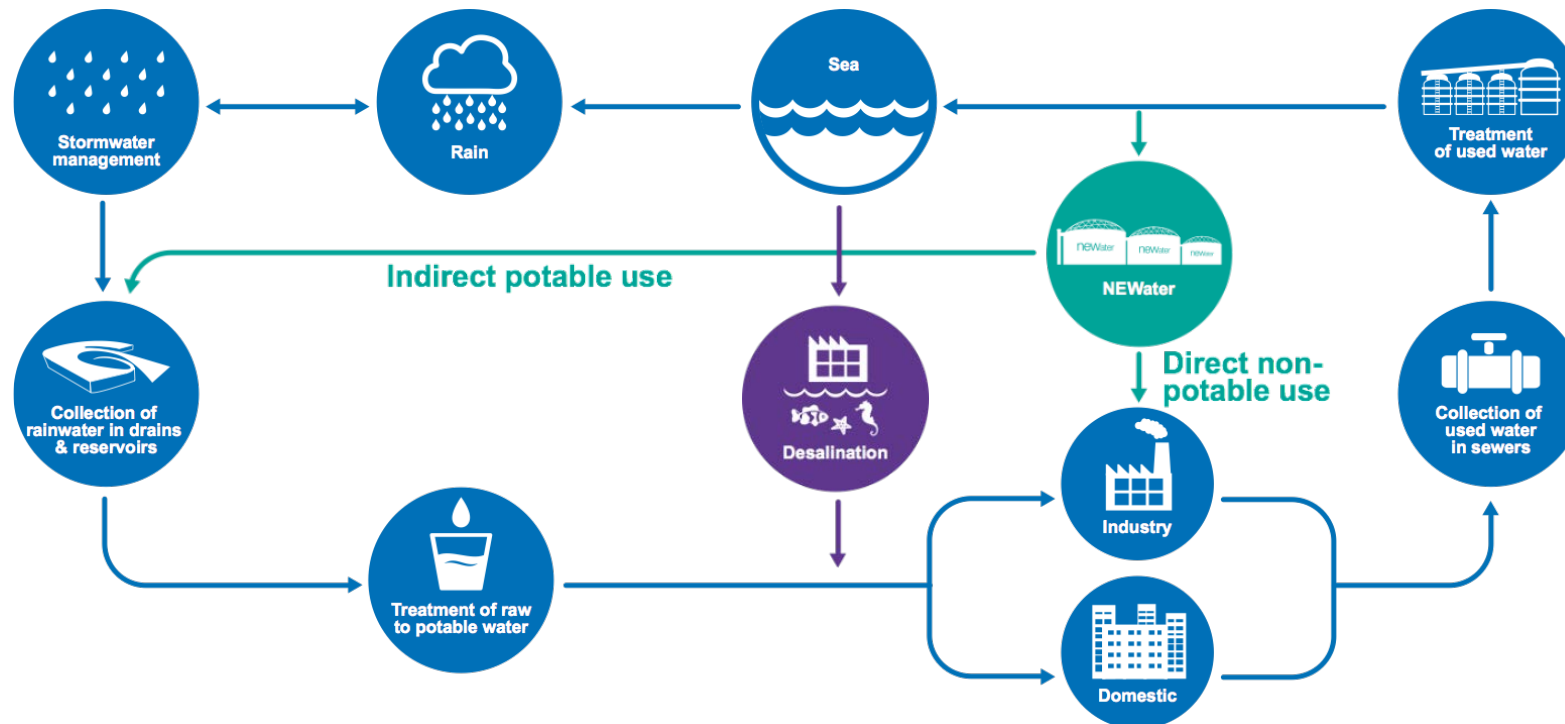 Stormwater
management
Rain
Sea
Treatment
of used water
newater
newater
newater
NEWater
Indirect potable use
Direct non-
potable use
Collection of
rainwater in drains
& reservoirs
Desalination
Collection of
used water
in sewers
Industry
Treatment of raw
to potable water
Domestic